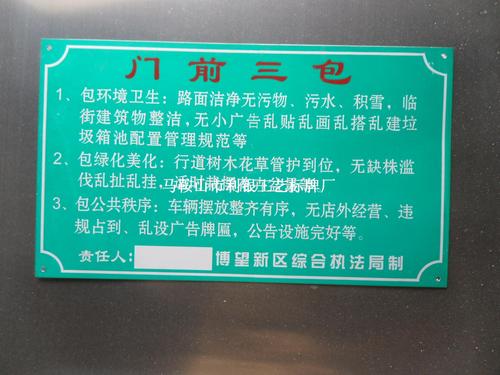 门前三包
1、包环境卫生：路面洁净无污物、污水、积雪，临
街建筑物整洁，无小广告乱贴乱画乱搭乱建垃
圾箱池配置管理规范等
2、包绿化美化：行道树木花草管护到位，无缺株滥
伐乱扯乱挂，
3、包公共秩序：车辆摆放整齐有序，无店外经营、违
规占到、乱设广告牌匾，公告设施完好等。
责任人：
博望新区综合执法局制